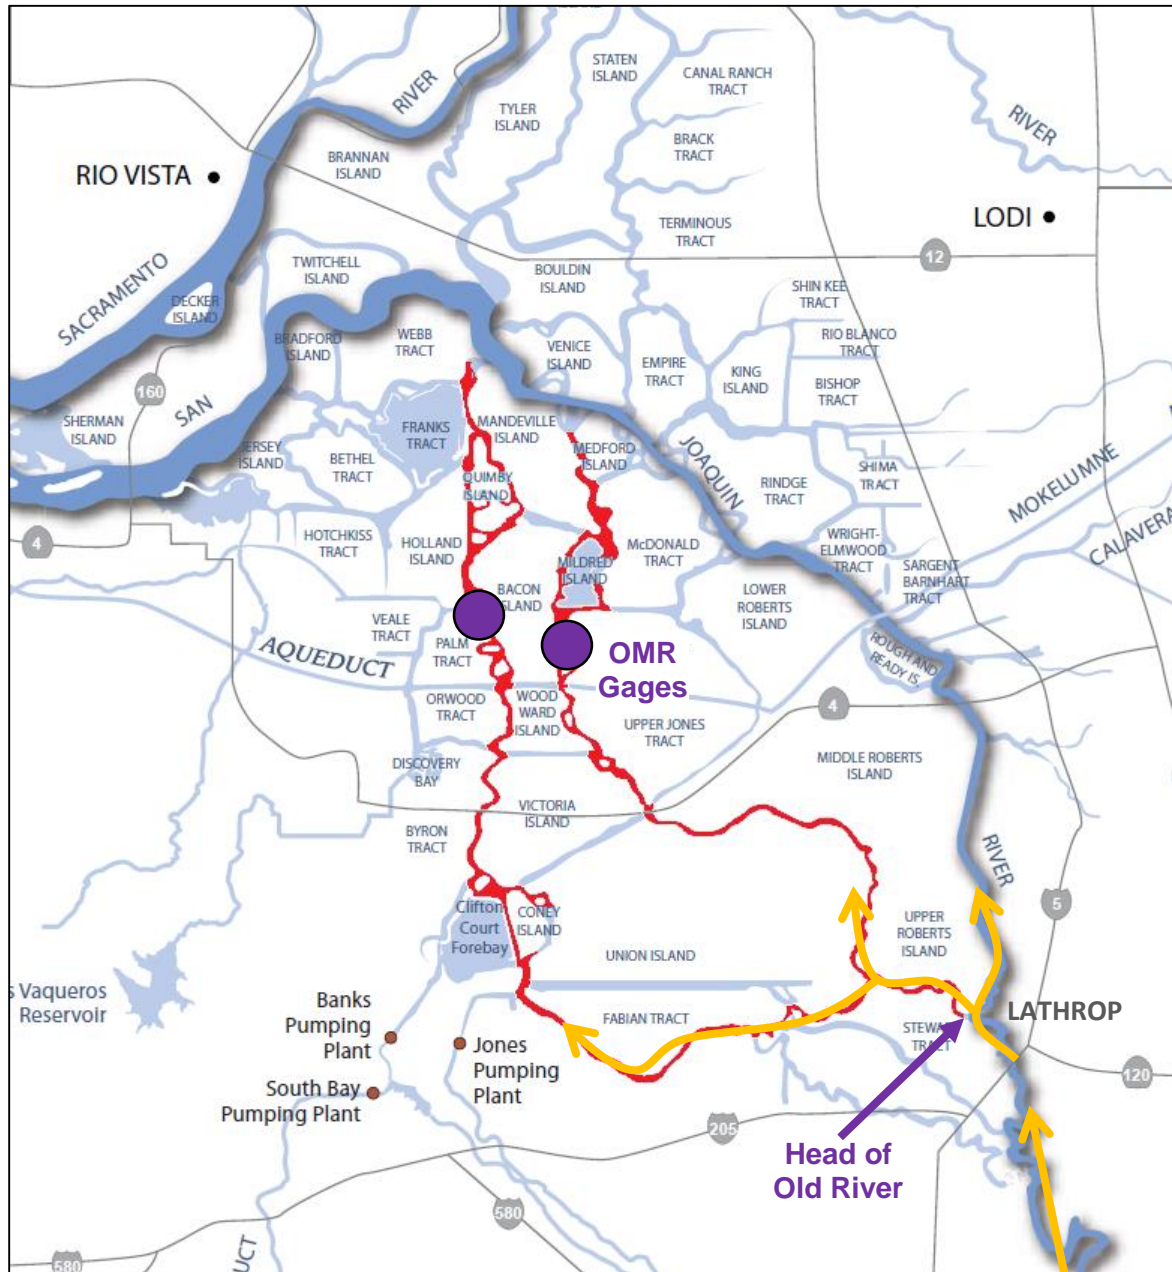 STATEN
ISLAND
CANAL RANCH
TRACT
TYLER
ISLAND
RIVER
BRACK
TRACT
RIVER
BRANNAN
ISLAND
RIO VISTA
TERMINOUS
TRACT
LODI
12
SACRAMENTO
TWITCHELL
ISLAND
BOULDIN
ISLAND
DECKER
ISLAND
SHIN KEE
TRACT
BRADFORD
ISLAND
WEBB
TRACT
VENICE
ISLAND
EMPIRE
TRACT
KING
ISLAND
RIO BLANCO
TRACT
BISHOP
TRACT
160
SAN
SHERMAN
ISLAND
FRANKS
TRACT
MANDEVILLE
ISLAND
MEDFORD
ISLAND
JOAQUIN
JERSEY
ISLAND
BETHEL
TRACT
QUIMBY
ISLAND
RINDGE
TRACT
SHIMA
TRACT
MOKELUMNE
4
HOTCHKISS
TRACT
HOLLAND
ISLAND
McDONALD
TRACT
WRIGHT-
ELMWOOD
TRACT
CALAVERA
MILDRED
ISLAND
SARGENT
BARNHART
TRACT
BACON
ISLAND
LOWER
ROBERTS
ISLAND
VEALE
TRACT
AQUEDUCT
PALM
TRACT
OMR
Gages
ROUGH AND
READY IS.
ORWOOD
TRACT
WOOD
WARD
ISLAND
UPPER JONES
TRACT
4
DISCOVERY
BAY
MIDDLE ROBERTS
ISLAND
VICTORIA
ISLAND
BYRON
TRACT
RIVER
5
Clifton
Court
Forebay
CONEY
ISLAND
UPPER
ROBERTS
ISLAND
UNION ISLAND
s Vaqueros
Reservoir
Banks
Pumping
Plant
FABIAN TRACT
LATHROP
STEWA
TRACT
Jones
Pumping
Plant
120
South Bay
Pumping Plant
205
Head of
Old River
580
UCT
580